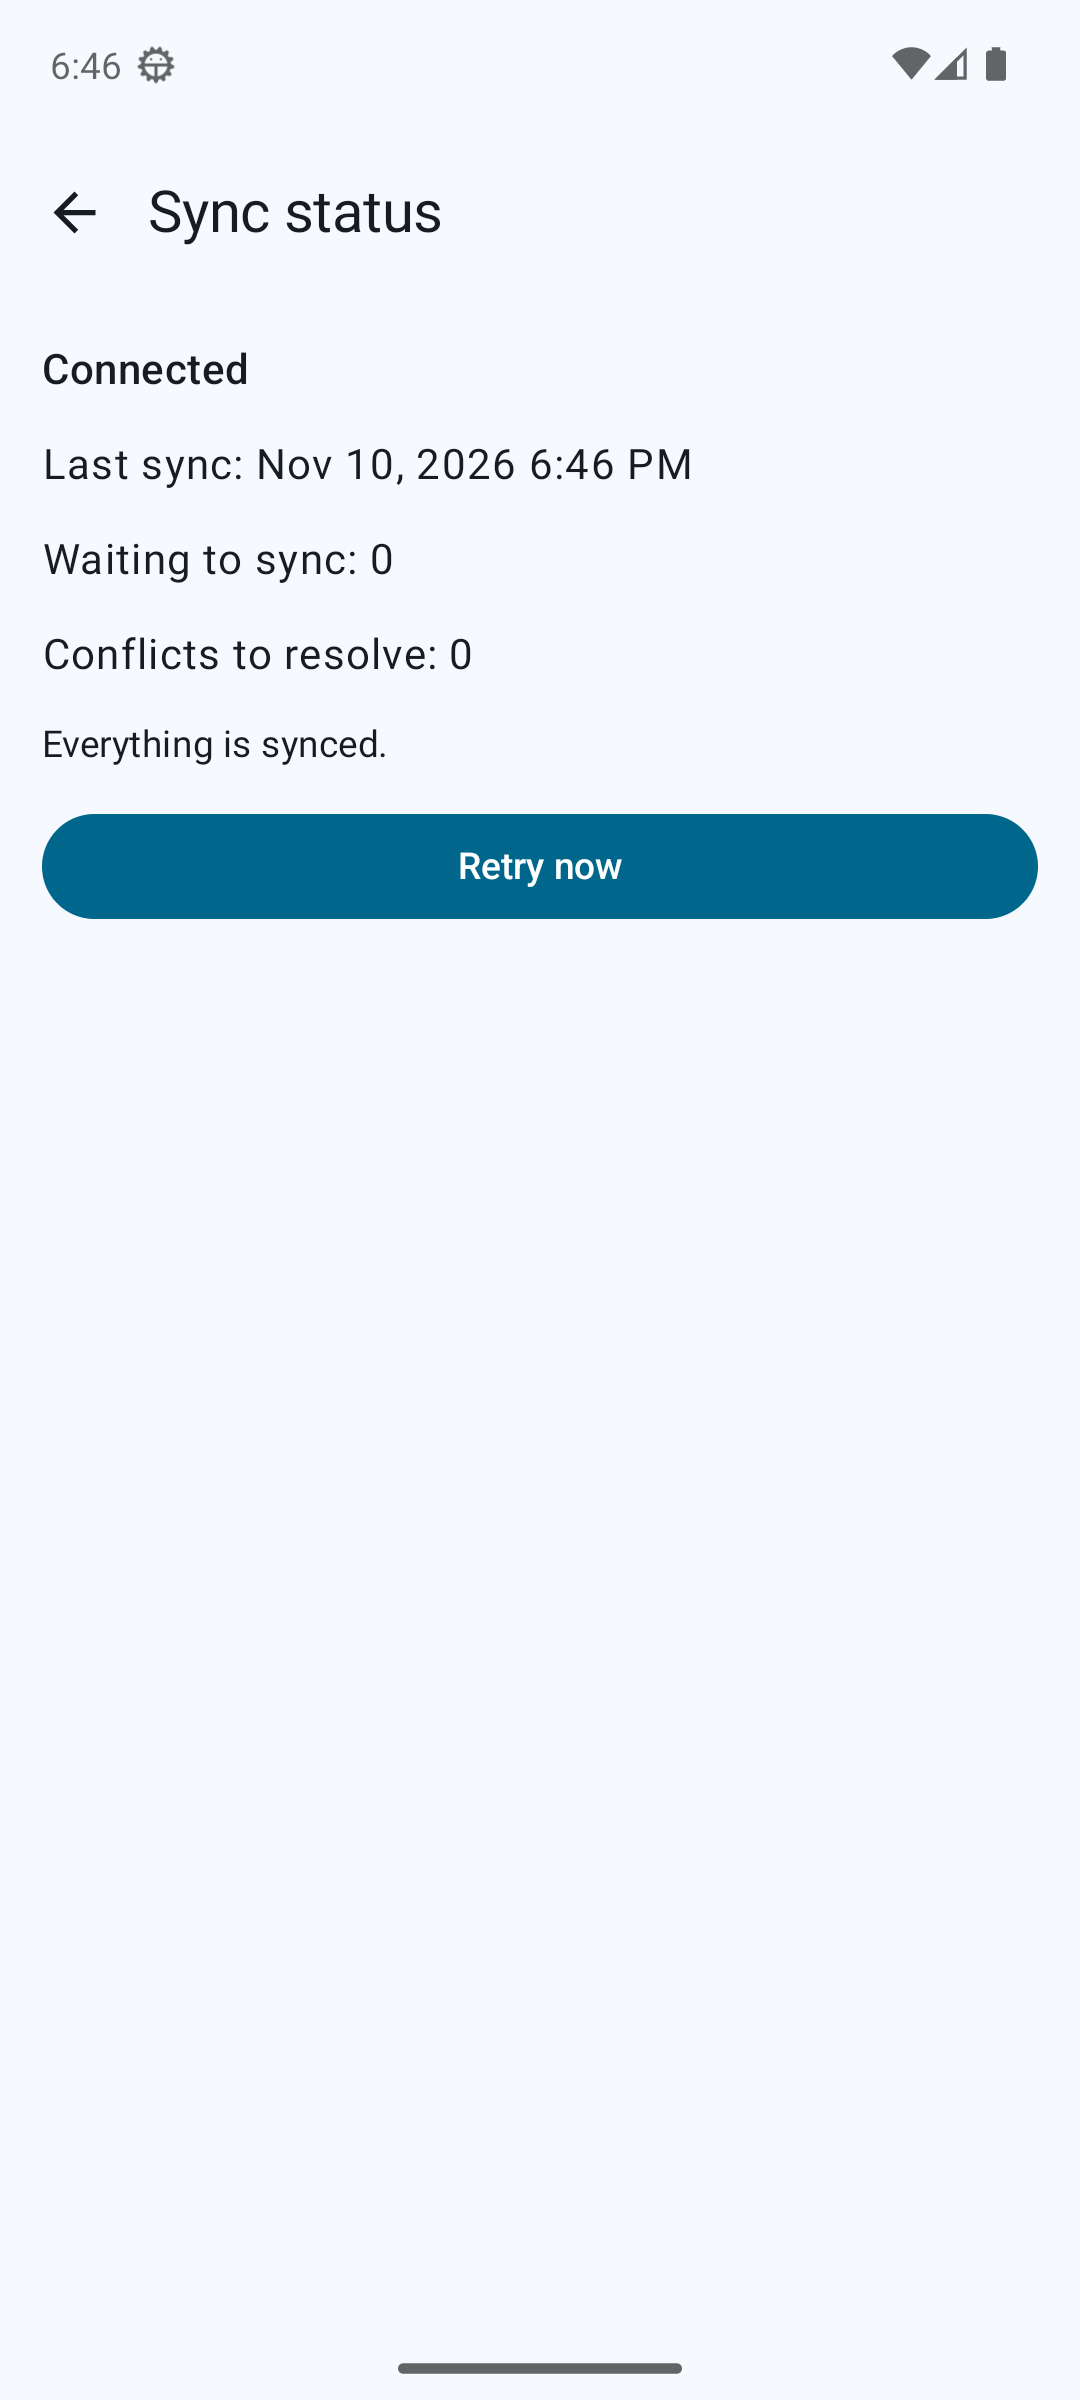 6:46
Sync status
Connected
Last sync: Nov 10, 2026 6:46 PM
Waiting to sync: 0
Conflicts to resolve: 0
Everything is synced.
Retry now